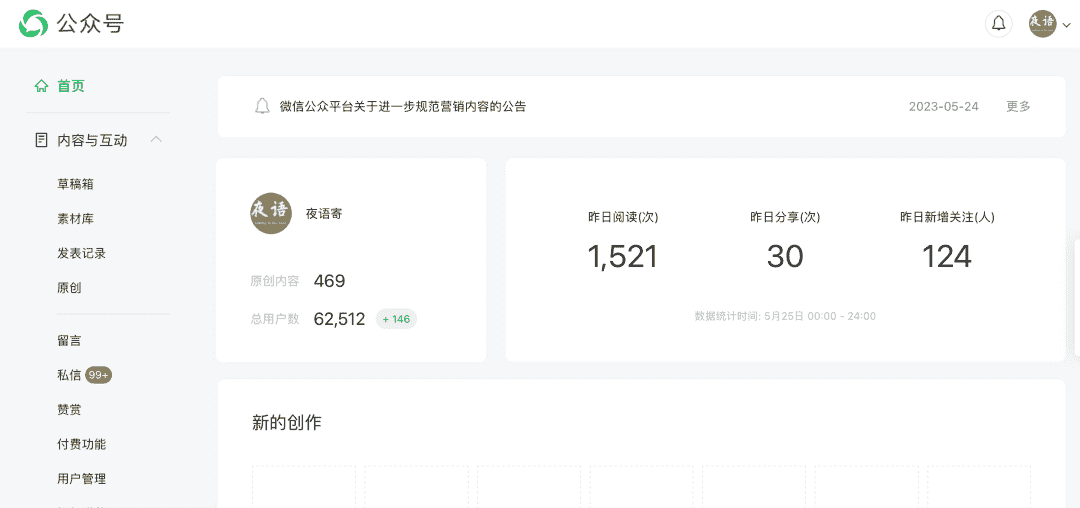 公众号
夜语
首页
微信公众平台关于进一步规范营销内容的公告 2023-05-24 更多
内容与互动
草稿箱
素材库
发表记录
原创
留言
私信 99+
赞赏
付费功能
用户管理
夜语
夜语寄
原创内容 469
总用户数 62,512 + 146
昨日阅读(次) 昨日分享(次) 昨日新增关注(人)
1,521 30 124
数据统计时间: 5月25日 00:00 - 24:00
新的创作